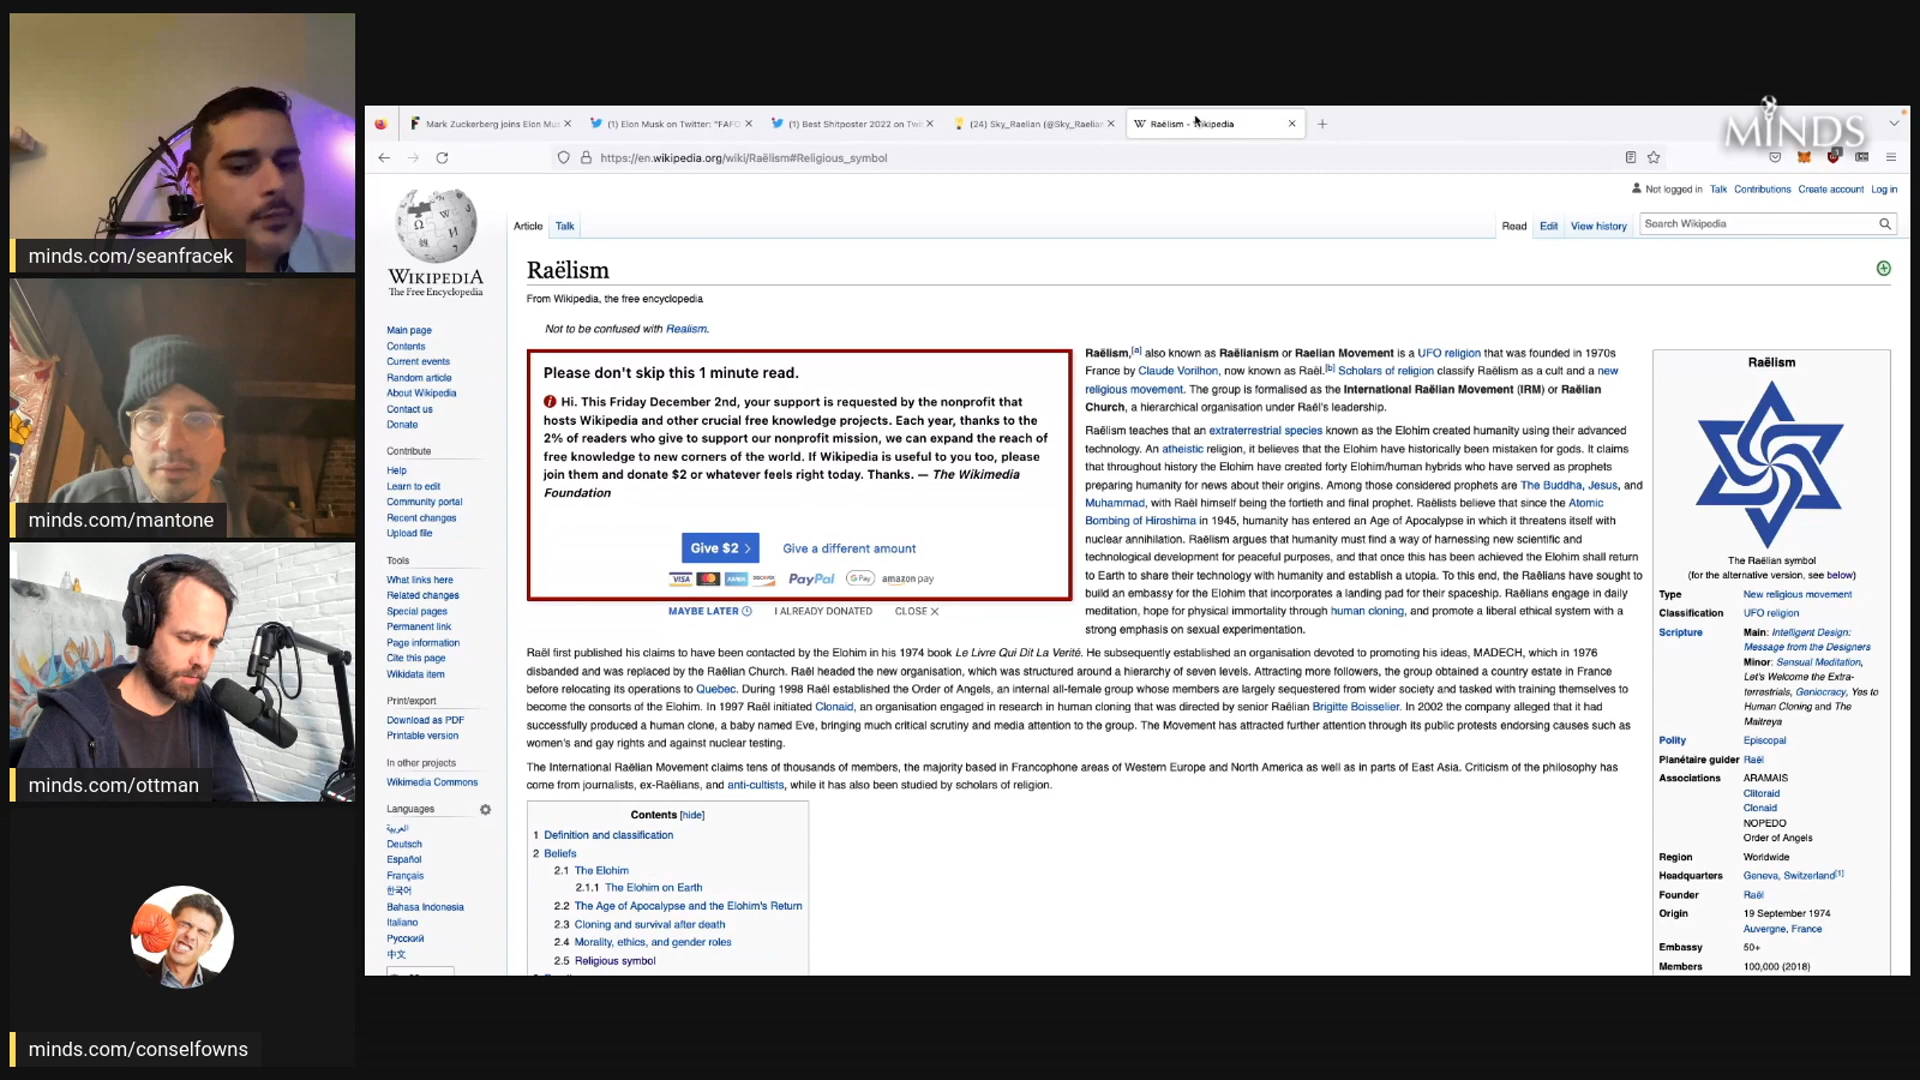 minds.com/seanfracek
minds.com/mantone
minds.com/ottman
minds.com/conselfowns
Mark Zuckerberg joins Elon Mus
(1) Elon Musk on Twitter: "FAFO
(1) Best Shitposter 2022 on Twit
(24) Sky_Raelian (@Sky_Raelian
Raëlism - Wikipedia
MINDS
https://en.wikipedia.org/wiki/Raëlism#Religious_symbol
Not logged in Talk Contributions Create account Log in
WIKIPEDIA
The Free Encyclopedia
Article Talk
Read Edit View history
Search Wikipedia
Main page
Contents
Current events
Random article
About Wikipedia
Contact us
Donate
Contribute
Help
Learn to edit
Community portal
Recent changes
Upload file
Tools
What links here
Related changes
Special pages
Permanent link
Page information
Cite this page
Wikidata item
Print/export
Download as PDF
Printable version
In other projects
Wikimedia Commons
Languages
العربية
Deutsch
Español
Français
한국어
Bahasa Indonesia
Italiano
Русский
中文
Raëlism
From Wikipedia, the free encyclopedia
Not to be confused with Realism.
Please don't skip this 1 minute read.
Hi. This Friday December 2nd, your support is requested by the nonprofit that
hosts Wikipedia and other crucial free knowledge projects. Each year, thanks to the
2% of readers who give to support our nonprofit mission, we can expand the reach of
free knowledge to new corners of the world. If Wikipedia is useful to you too, please
join them and donate $2 or whatever feels right today. Thanks. — The Wikimedia
Foundation
Give $2 Give a different amount
VISA AMEX DISCOVER PayPal G Pay amazon pay
MAYBE LATER I ALREADY DONATED CLOSE
Raëlism,[a] also known as Raëlianism or Raelian Movement is a UFO religion that was founded in 1970s
France by Claude Vorilhon, now known as Raël.[b] Scholars of religion classify Raëlism as a cult and a new
religious movement. The group is formalised as the International Raëlian Movement (IRM) or Raëlian
Church, a hierarchical organisation under Raël's leadership.
Raëlism teaches that an extraterrestrial species known as the Elohim created humanity using their advanced
technology. An atheistic religion, it believes that the Elohim have historically been mistaken for gods. It claims
that throughout history the Elohim have created forty Elohim/human hybrids who have served as prophets
preparing humanity for news about their origins. Among those considered prophets are The Buddha, Jesus, and
Muhammad, with Raël himself being the fortieth and final prophet. Raëlists believe that since the Atomic
Bombing of Hiroshima in 1945, humanity has entered an Age of Apocalypse in which it threatens itself with
nuclear annihilation. Raëlism argues that humanity must find a way of harnessing new scientific and
technological development for peaceful purposes, and that once this has been achieved the Elohim shall return
to Earth to share their technology with humanity and establish a utopia. To this end, the Raëlians have sought to
build an embassy for the Elohim that incorporates a landing pad for their spaceship. Raëlians engage in daily
meditation, hope for physical immortality through human cloning, and promote a liberal ethical system with a
strong emphasis on sexual experimentation.
Raël first published his claims to have been contacted by the Elohim in his 1974 book Le Livre Qui Dit La Verité. He subsequently established an organisation devoted to promoting his ideas, MADECH, which in 1976
disbanded and was replaced by the Raëlian Church. Raël headed the new organisation, which was structured around a hierarchy of seven levels. Attracting more followers, the group obtained a country estate in France
before relocating its operations to Quebec. During 1998 Raël established the Order of Angels, an internal all-female group whose members are largely sequestered from wider society and tasked with training themselves to
become the consorts of the Elohim. In 1997 Raël initiated Clonaid, an organisation engaged in research in human cloning that was directed by senior Raëlian Brigitte Boisselier. In 2002 the company alleged that it had
successfully produced a human clone, a baby named Eve, bringing much critical scrutiny and media attention to the group. The Movement has attracted further attention through its public protests endorsing causes such as
women's and gay rights and against nuclear testing.
The International Raëlian Movement claims tens of thousands of members, the majority based in Francophone areas of Western Europe and North America as well as in parts of East Asia. Criticism of the philosophy has
come from journalists, ex-Raëlians, and anti-cultists, while it has also been studied by scholars of religion.
Contents [hide]
1 Definition and classification
2 Beliefs
2.1 The Elohim
2.1.1 The Elohim on Earth
2.2 The Age of Apocalypse and the Elohim's Return
2.3 Cloning and survival after death
2.4 Morality, ethics, and gender roles
2.5 Religious symbol
Raëlism
The Raëlian symbol
(for the alternative version, see below)
Type New religious movement
Classification UFO religion
Scripture Main: Intelligent Design:
Message from the Designers
Minor: Sensual Meditation,
Let's Welcome the Extra-
terrestrials, Geniocracy, Yes to
Human Cloning and The
Maitreya
Polity Episcopal
Planétaire guider Raël
Associations ARAMAIS
Clitoraid
Clonaid
NOPEDO
Order of Angels
Region Worldwide
Headquarters Geneva, Switzerland[1]
Founder Raël
Origin 19 September 1974
Auvergne, France
Embassy 50+
Members 100,000 (2018)